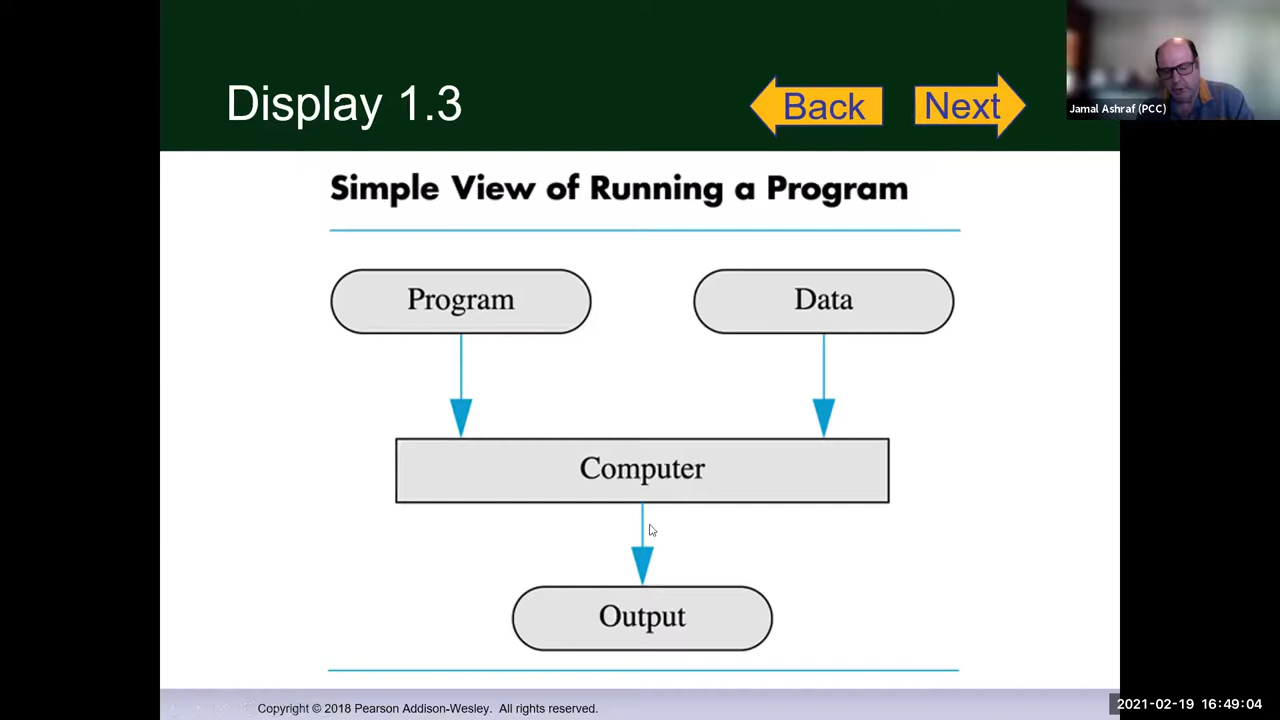 Display 1.3
Back
Next
Jamal Ashraf (PCC)
Simple View of Running a Program
Program
Data
Computer
Output
Copyright © 2018 Pearson Addison-Wesley. All rights reserved.
2021-02-19 16:49:04